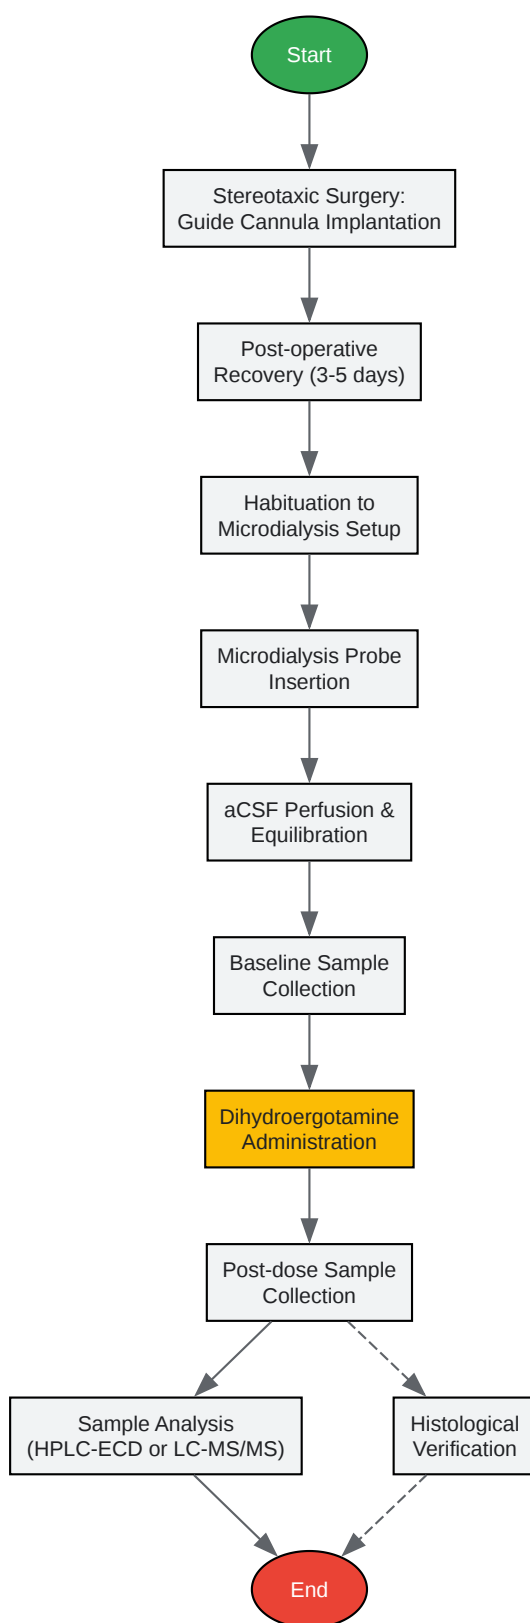 Start
Stereotaxic Surgery:
Guide Cannula Implantation
Post-operative
Recovery (3-5 days)
Habituation to
Microdialysis Setup
Microdialysis Probe
Insertion
aCSF Perfusion &
Equilibration
Baseline Sample
Collection
Dihydroergotamine
Administration
Post-dose Sample
Collection
Sample Analysis
(HPLC-ECD or LC-MS/MS)
Histological
Verification
End